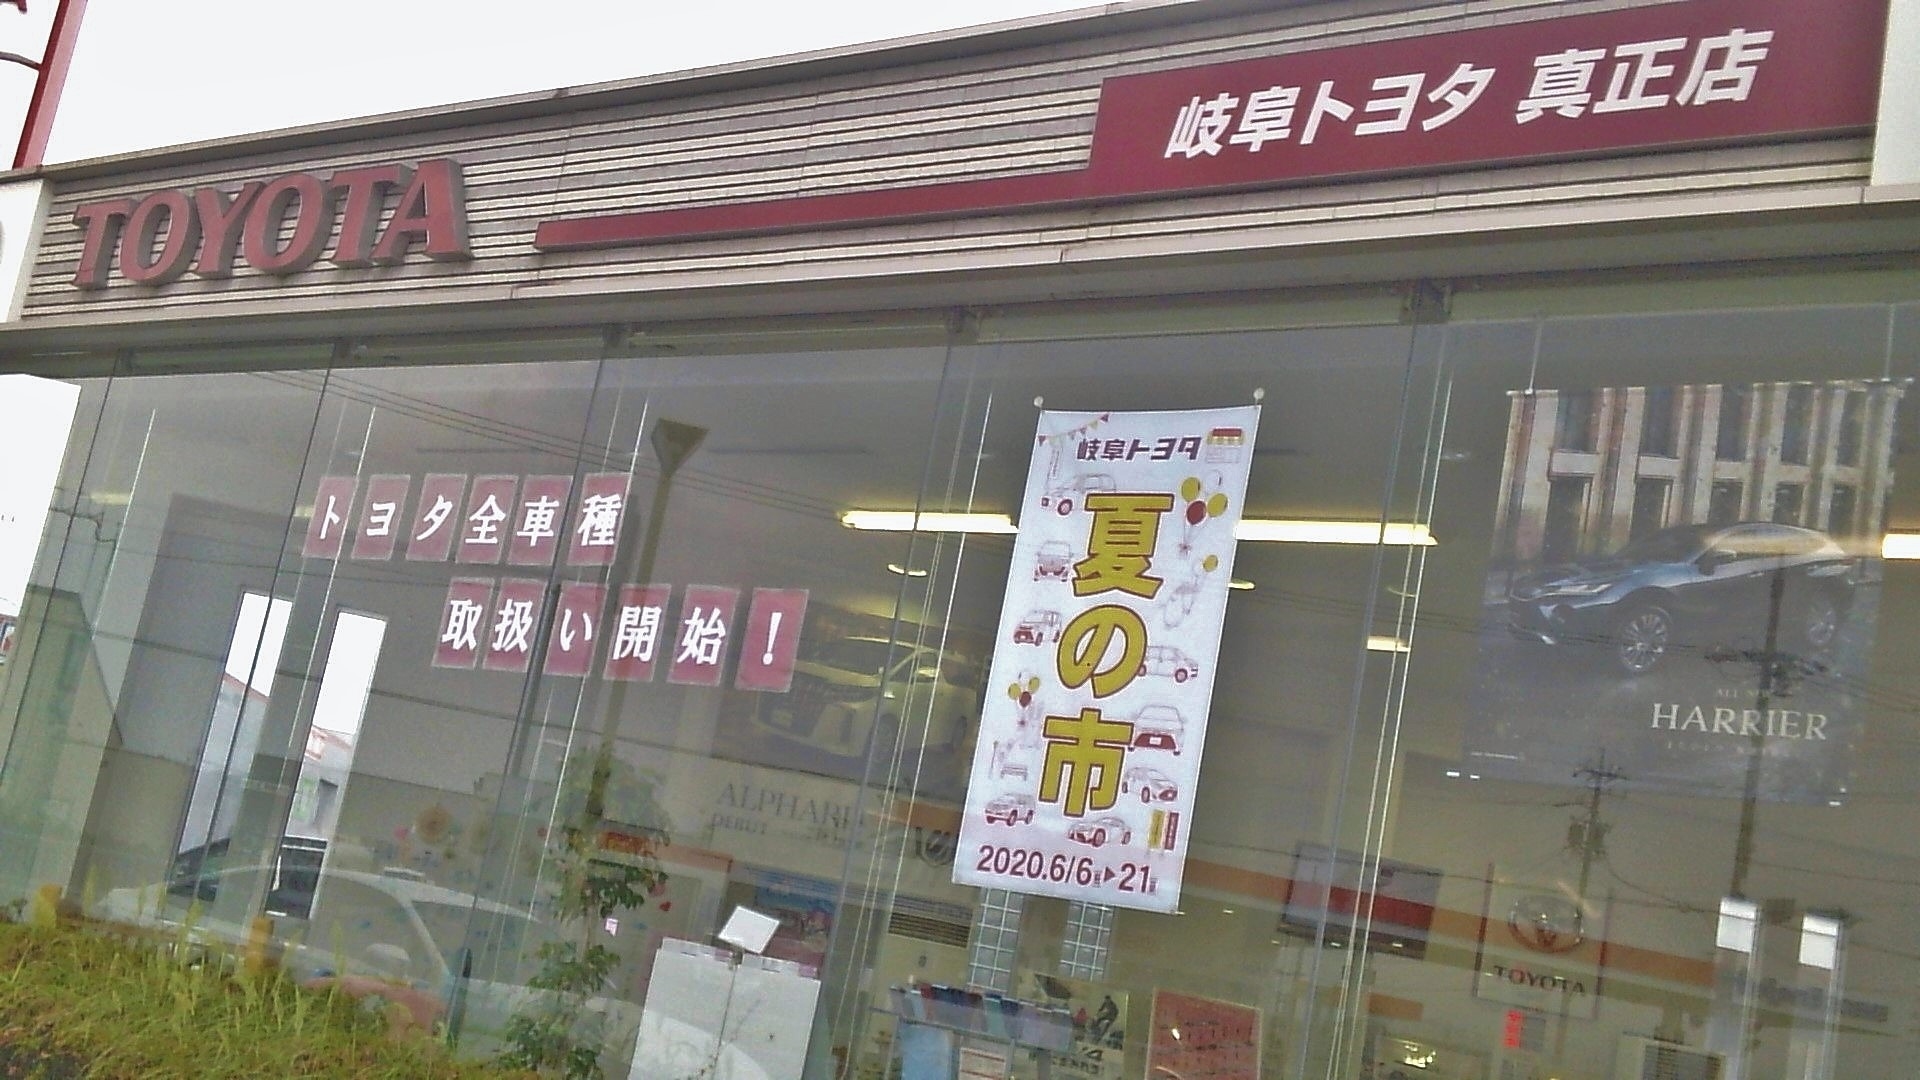 TOYOTA
岐阜トヨタ 真正店
トヨタ全車種
取扱い開始!
岐阜トヨタ
夏の市
2020.6/6▶21
HARRIER
ALPHARD
DEBUT
TOYOTA